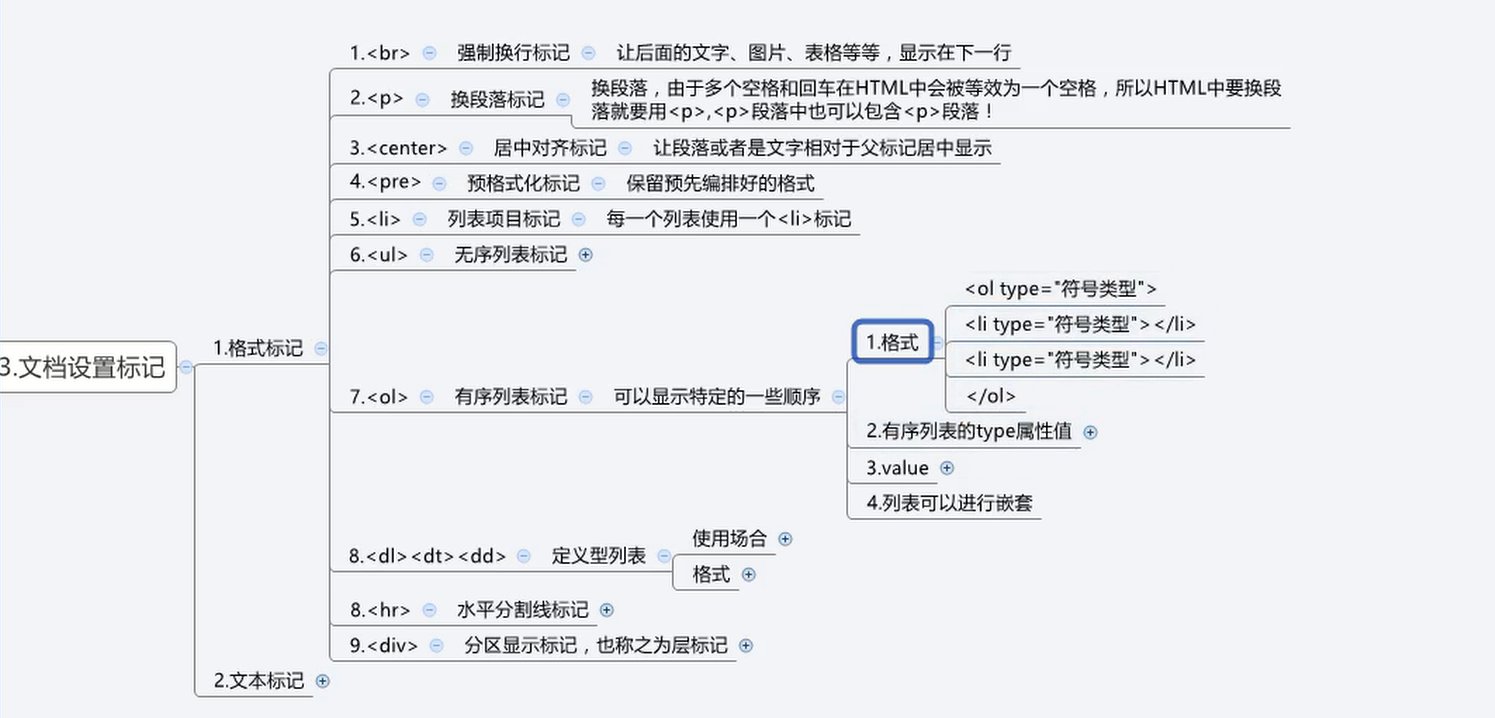 3.文档设置标记
1.格式标记
1.<br> 强制换行标记 让后面的文字、图片、表格等等，显示在下一行
2.<p> 换段落标记 换段落，由于多个空格和回车在HTML中会被等效为一个空格，所以HTML中要换段
落就要用<p>,<p>段落中也可以包含<p>段落！
3.<center> 居中对齐标记 让段落或者是文字相对于父标记居中显示
4.<pre> 预格式化标记 保留预先编排好的格式
5.<li> 列表项目标记 每一个列表使用一个<li>标记
6.<ul> 无序列表标记
7.<ol> 有序列表标记 可以显示特定的一些顺序
1.格式
<ol type="符号类型">
<li type="符号类型"></li>
<li type="符号类型"></li>
</ol>
2.有序列表的type属性值
3.value
4.列表可以进行嵌套
8.<dl><dt><dd> 定义型列表
使用场合
格式
8.<hr> 水平分割线标记
9.<div> 分区显示标记，也称之为层标记
2.文本标记